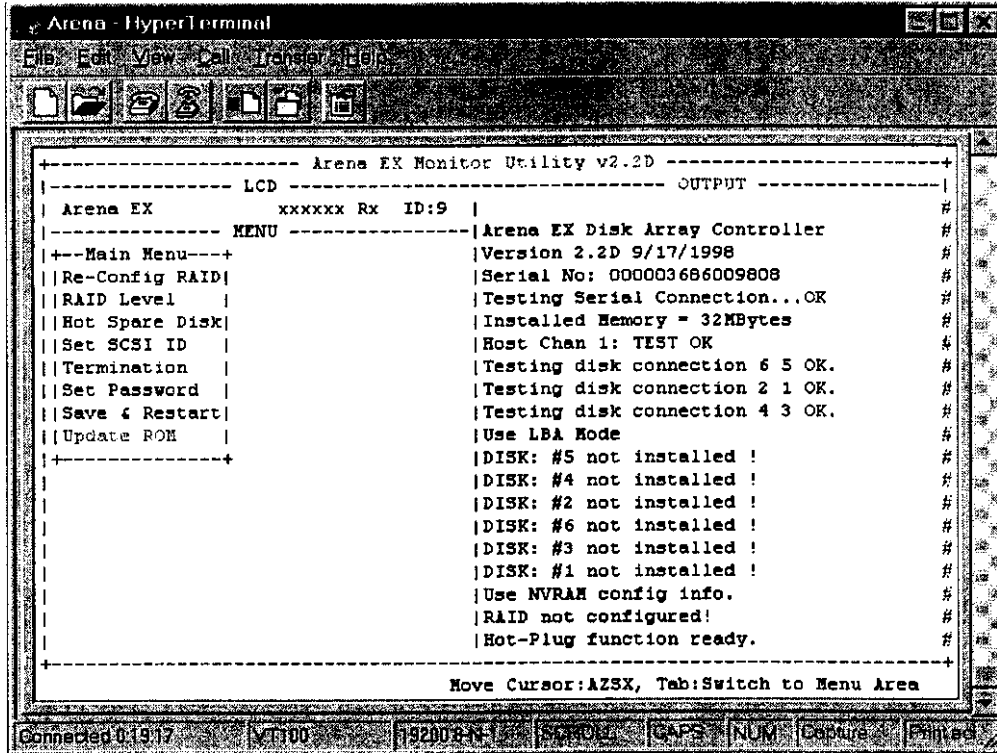 Arena - HyperTerminal
File Edit View Call Transfer Help
+-------------------- Arena EX Monitor Utility v2.2D --------------------+
|---------------- LCD ---------------------------------- OUTPUT ----------------|
| Arena EX xxxxxx Rx ID:9 | #
|---------------- MENU ----------------|Arena EX Disk Array Controller #
|+--Main Menu---+ |Version 2.2D 9/17/1998 #
||Re-Config RAID| |Serial No: 000003686009808 #
||RAID Level | |Testing Serial Connection...OK #
||Hot Spare Disk| |Installed Memory = 32MBytes #
||Set SCSI ID | |Host Chan 1: TEST OK #
||Termination | |Testing disk connection 6 5 OK. #
||Set Password | |Testing disk connection 2 1 OK. #
||Save & Restart| |Testing disk connection 4 3 OK. #
||Update ROM | |Use LBA Mode #
|+--------------+ |DISK: #5 not installed ! #
| |DISK: #4 not installed ! #
| |DISK: #2 not installed ! #
| |DISK: #6 not installed ! #
| |DISK: #3 not installed ! #
| |DISK: #1 not installed ! #
| |Use NVRAM config info. #
| |RAID not configured! #
| |Hot-Plug function ready. #
+------------------------------------------------------------------------+
Move Cursor:AZSX, Tab:Switch to Menu Area
Connected 0:19:17 VT100 19200 8-N-1 SCROLL CAPS NUM Capture Print ec